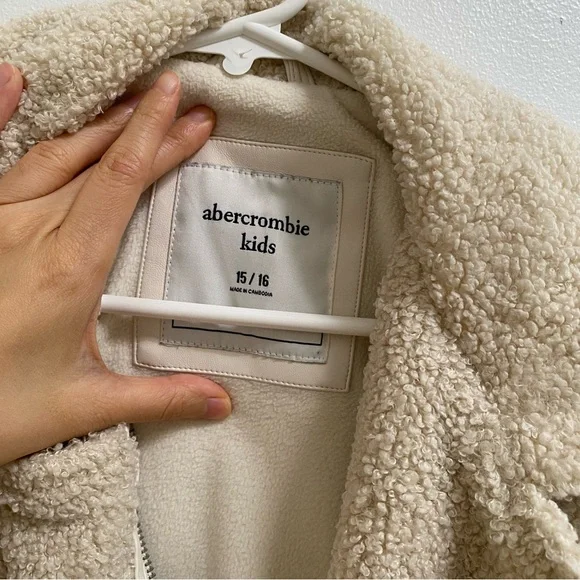 abercrombie
kids
15 / 16
MADE IN CAMBODIA